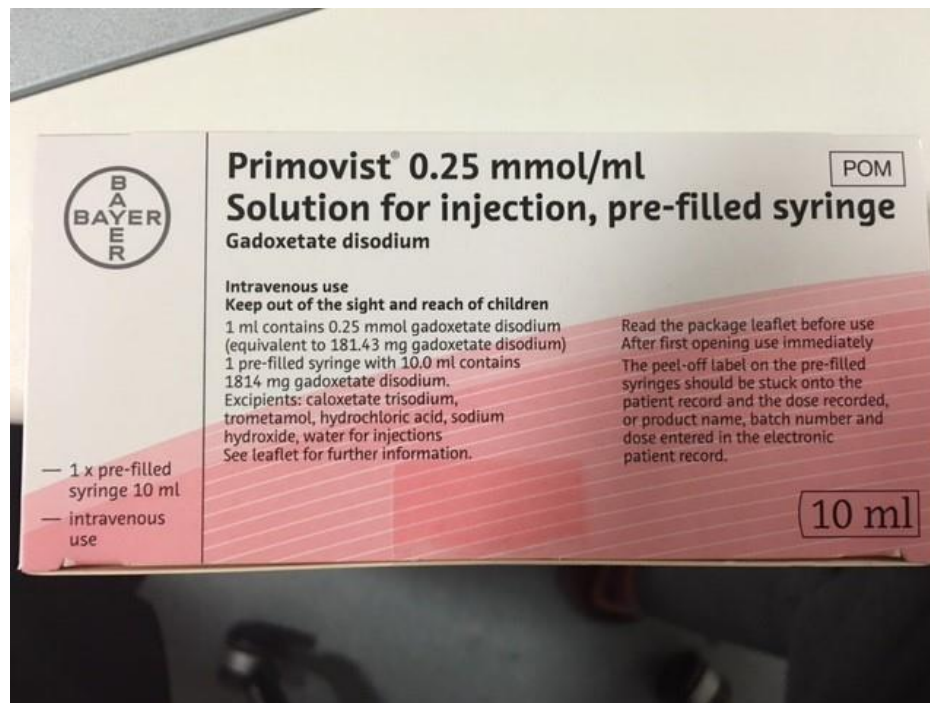 BAYER
BAYER
Primovist® 0.25 mmol/ml
Solution for injection, pre-filled syringe
Gadoxetate disodium
POM
Intravenous use
Keep out of the sight and reach of children
1 ml contains 0.25 mmol gadoxetate disodium
(equivalent to 181.43 mg gadoxetate disodium)
1 pre-filled syringe with 10.0 ml contains
1814 mg gadoxetate disodium.
Excipients: caloxetate trisodium,
trometamol, hydrochloric acid, sodium
hydroxide, water for injections
See leaflet for further information.
Read the package leaflet before use
After first opening use immediately
The peel-off label on the pre-filled
syringes should be stuck onto the
patient record and the dose recorded,
or product name, batch number and
dose entered in the electronic
patient record.
— 1 x pre-filled
syringe 10 ml
— intravenous
use
10 ml